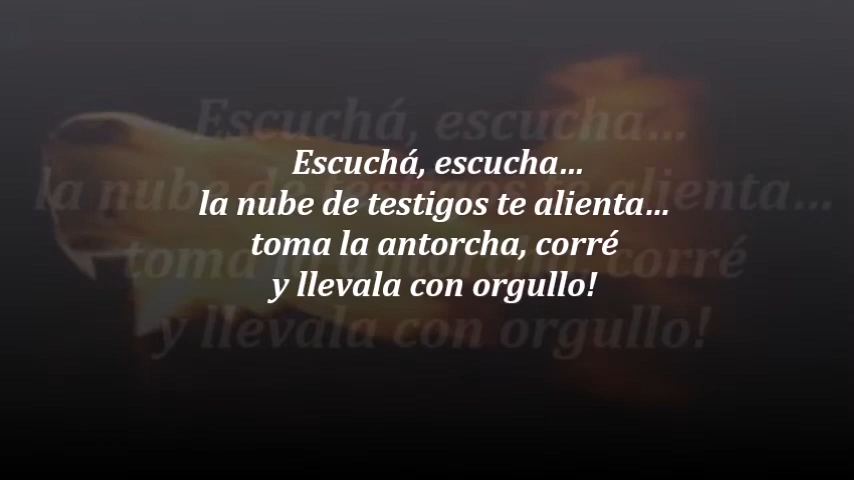 Escuchá, escucha...
la nube de testigos te alienta...
toma la antorcha, corré
y llevala con orgullo!